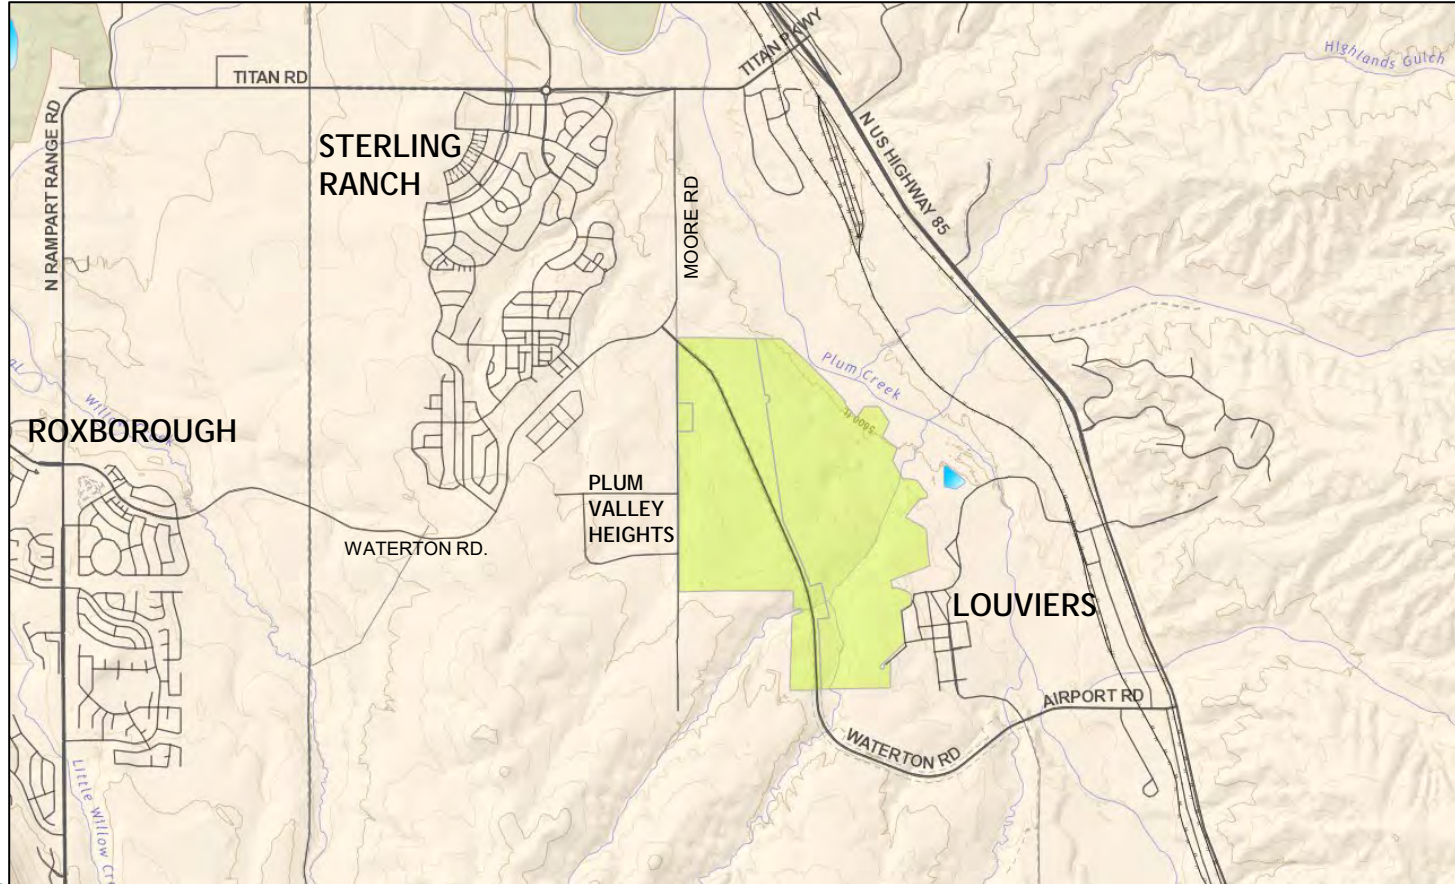 Highlands Gulch
TITAN PKWY
TITAN RD
N RAMPART RANGE RD
STERLING
RANCH
N US HIGHWAY 85
MOORE RD
Plum Creek
5600 ft
ROXBOROUGH
PLUM
VALLEY
HEIGHTS
WATERTON RD.
LOUVIERS
AIRPORT RD
WATERTON RD
Little Willow Cr